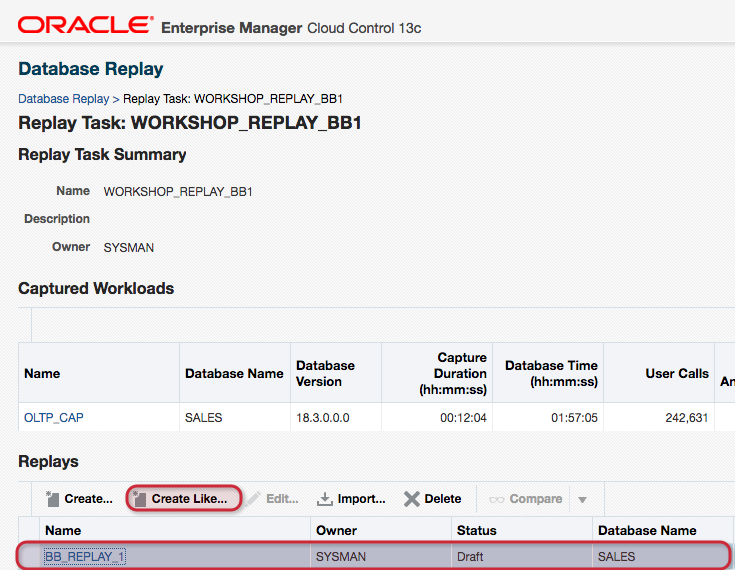 ORACLE Enterprise Manager Cloud Control 13c
Database Replay
Database Replay > Replay Task: WORKSHOP_REPLAY_BB1
Replay Task: WORKSHOP_REPLAY_BB1
Replay Task Summary
Name WORKSHOP_REPLAY_BB1
Description
Owner SYSMAN
Captured Workloads
Name Database Name Database Version Capture Duration (hh:mm:ss) Database Time (hh:mm:ss) User Calls An
OLTP_CAP SALES 18.3.0.0.0 00:12:04 01:57:05 242,631
Replays
Create... Create Like... Edit... Import... Delete Compare
Name Owner Status Database Name
BB_REPLAY_1 SYSMAN Draft SALES